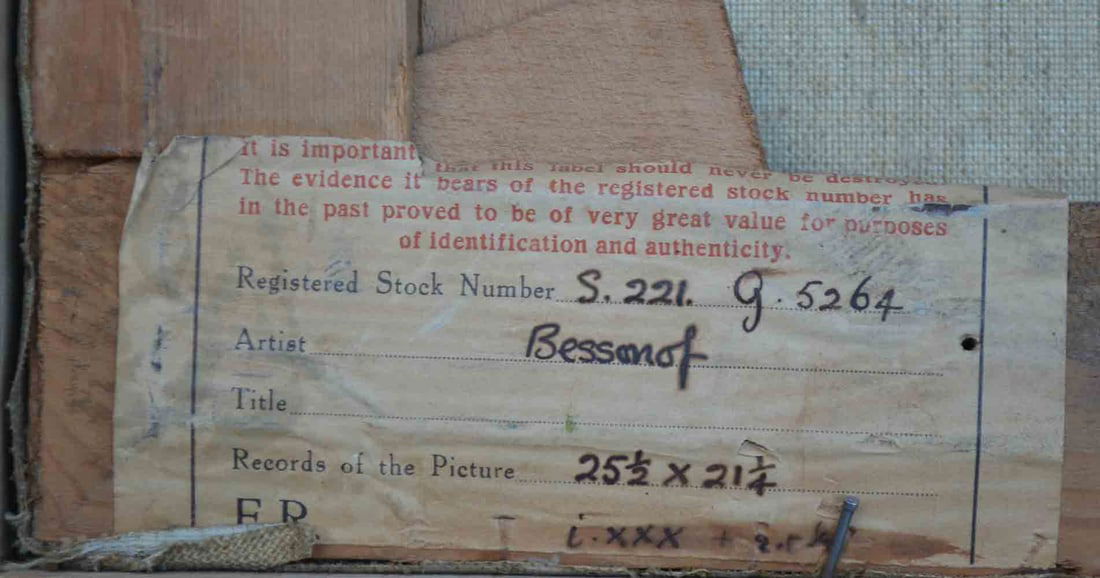 It is important that this label should never be destroyed.
The evidence it bears of the registered stock number has
in the past proved to be of very great value for purposes
of identification and authenticity.
Registered Stock Number S. 221. G. 5264
Artist Bessonof
Title
Records of the Picture 25½ x 21¼
F. R. i.xxx +